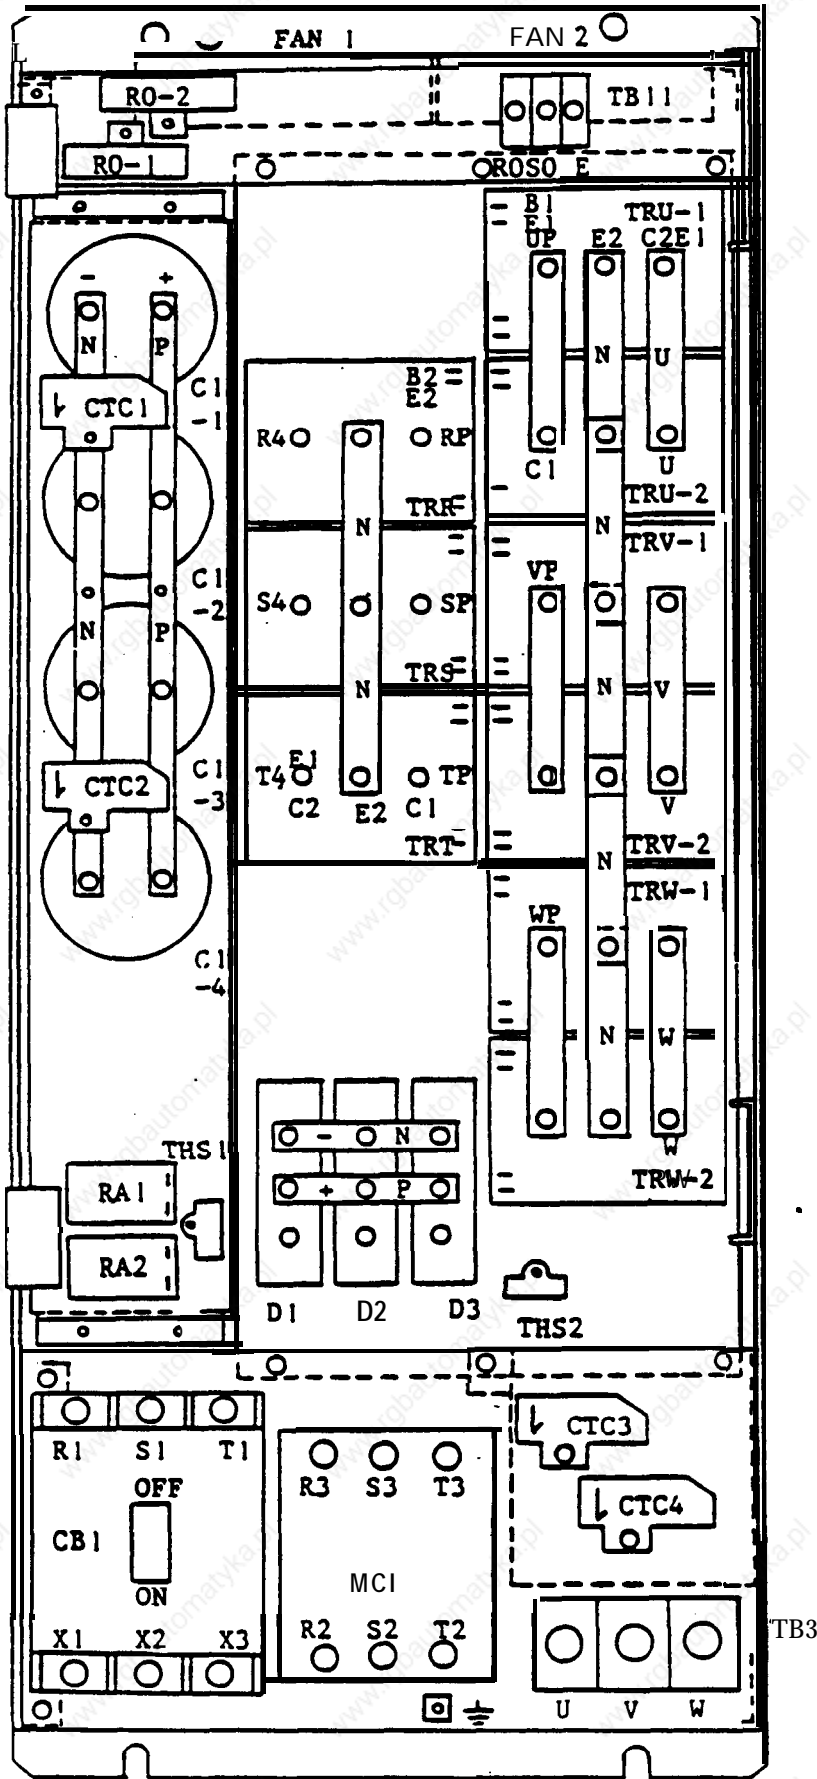 FAN 1 FAN 2
RO-2 TB11
RO-1 ROSO E
B1 TRU-1
E1
UP E2 C2E1
- +
N P N U
C1 B2
-1 E2
CTC1
R4 RP
C1 U
TRR TRU-2
N N
TRV-1
C1 VP
-2 S4 SP
N P
TRS
N N V
C1 E1
-3 T4 TP
CTC2
C2 E2 C1 V
TRT TRV-2
N
TRW-1
WP
C1
-4
N W
- N
THS1 W
TRW-2
RA1 + P
RA2
D1 D2 D3
THS2
CTC3
R1 S1 T1
R3 S3 T3
OFF CTC4
CB1
MC1
ON
X1 X2 X3 R2 S2 T2 TB3
U V W
www.rgbautomatyka.pl